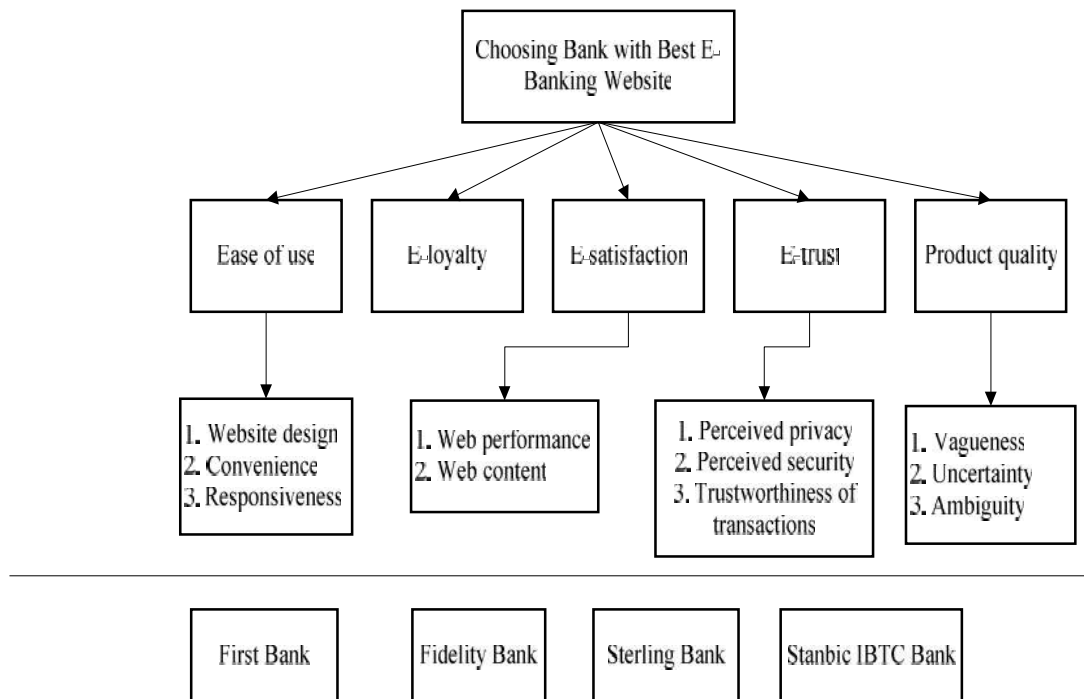 Choosing Bank with Best E-
Banking Website
Ease of use
E-loyalty
E-satisfaction
E-trust
Product quality
1. Website design
2. Convenience
3. Responsiveness
1. Web performance
2. Web content
1. Perceived privacy
2. Perceived security
3. Trustworthiness of
transactions
1. Vagueness
2. Uncertainty
3. Ambiguity
First Bank
Fidelity Bank
Sterling Bank
Stanbic IBTC Bank